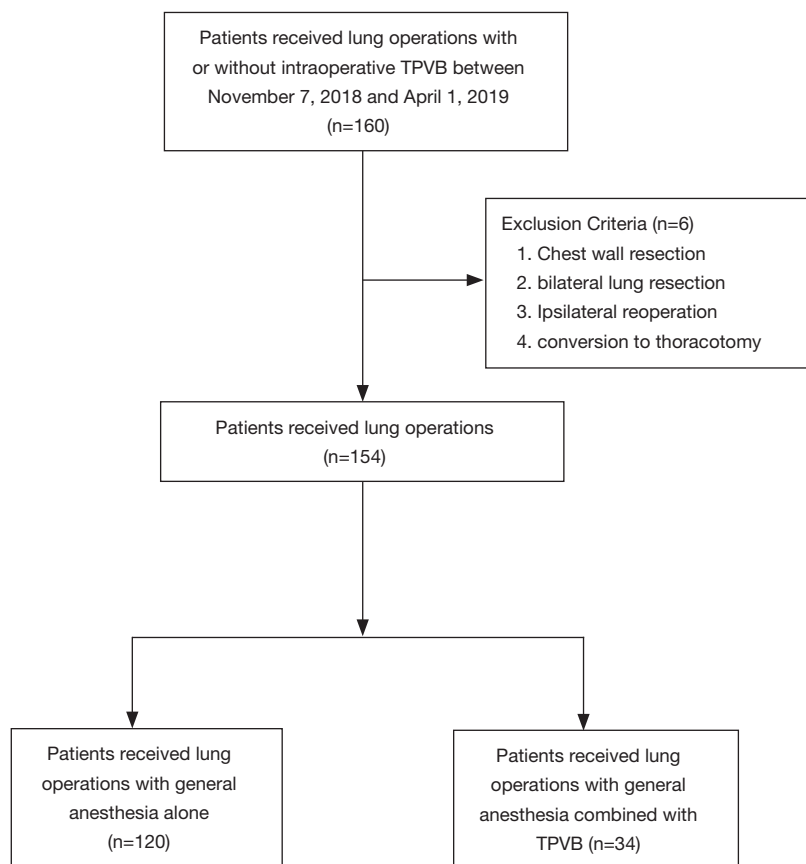 Patients received lung operations with
or without intraoperative TPVB between
November 7, 2018 and April 1, 2019
(n=160)
Exclusion Criteria (n=6)
1. Chest wall resection
2. bilateral lung resection
3. Ipsilateral reoperation
4. conversion to thoracotomy
Patients received lung operations
(n=154)
Patients received lung
operations with general
anesthesia alone
(n=120)
Patients received lung
operations with general
anesthesia combined with
TPVB (n=34)